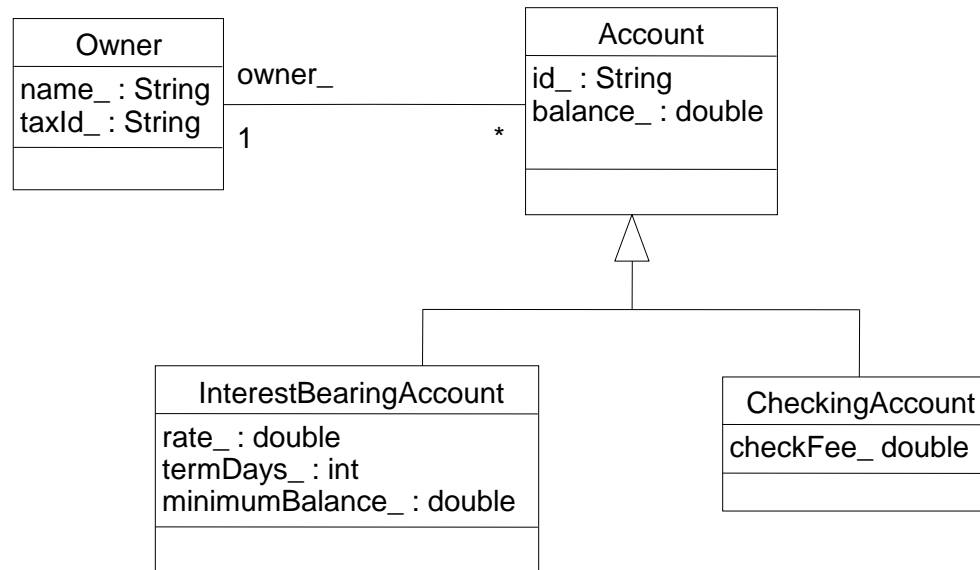 Owner
name_ : String
taxId_ : String
owner_
1
*
Account
id_ : String
balance_ : double
InterestBearingAccount
rate_ : double
termDays_ : int
minimumBalance_ : double
CheckingAccount
checkFee_ double